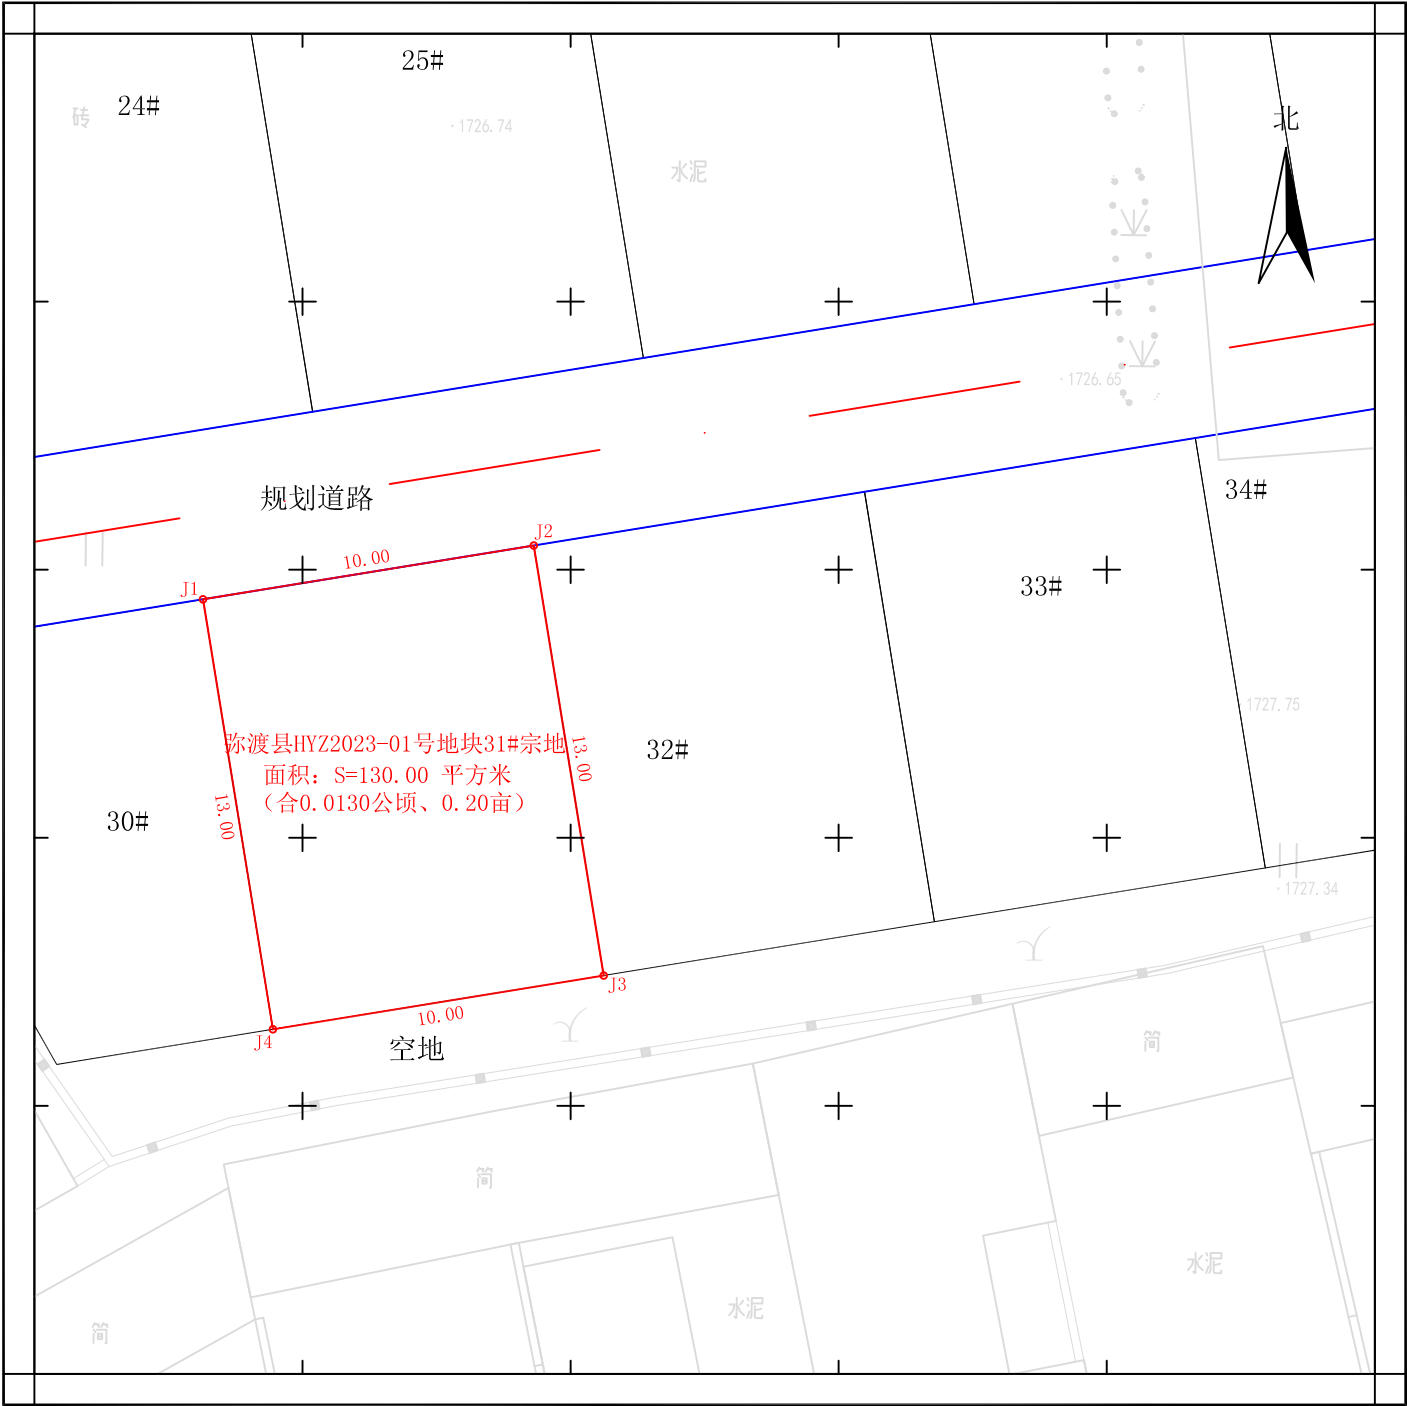 25#
24#
北
砖
1726.74
水泥
1726.65
规划道路
34#
J2
10.00
J1
33#
1727.75
弥渡县HYZ2023-01号地块31#宗地
面积：S=130.00 平方米
（合0.0130公顷、0.20亩）
13.00
32#
13.00
30#
1727.34
J3
10.00
J4
空地
简
简
水泥
水泥
简